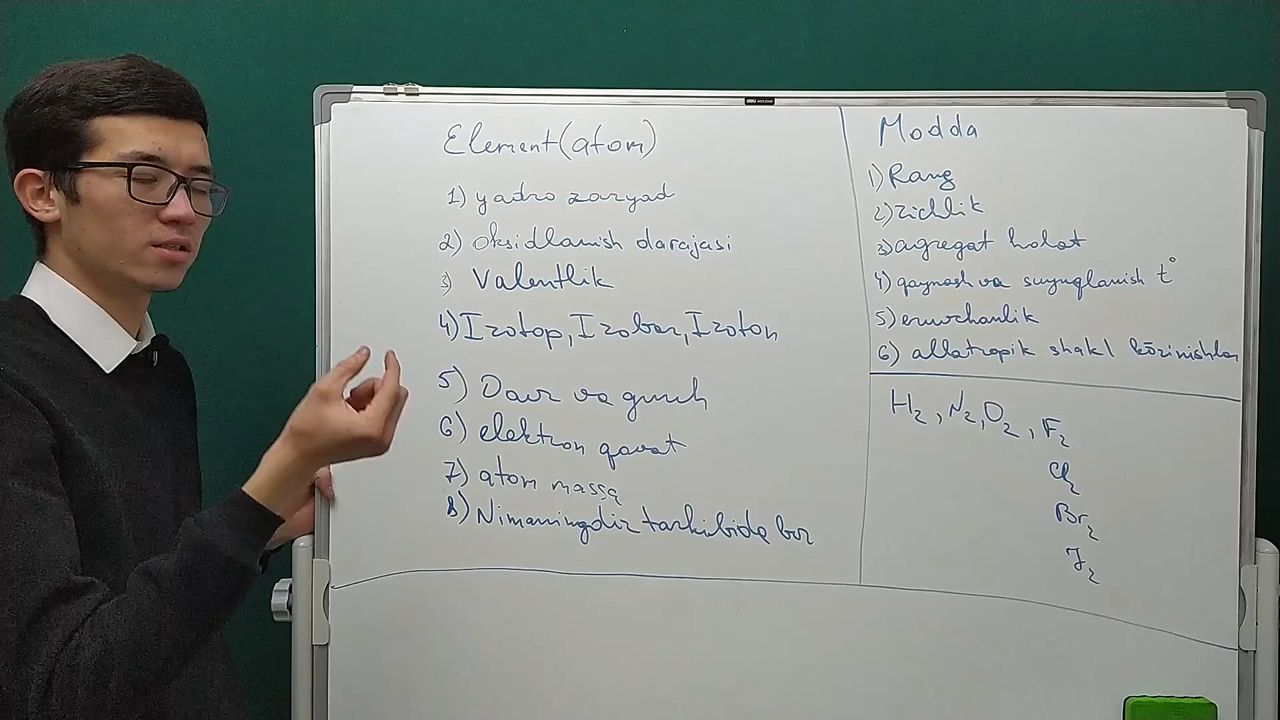 Element (atom)
1) yadro zaryad
2) Oksidlanish darajasi
3) Valentlik
4) Izotop, Izobar, Izoton
5) Davr va guruh
6) elektron qavat
7) atom massa
8) Nimaningdir tarkibida bor
Modda
1) Rang
2) zichlik
3) agregat holat
4) qaynash va suyuqlanish t°
5) eruvchanlik
6) allatropik shakl ko'rinishlar
H₂, N₂, O₂, F₂
Cl₂
Br₂
J₂